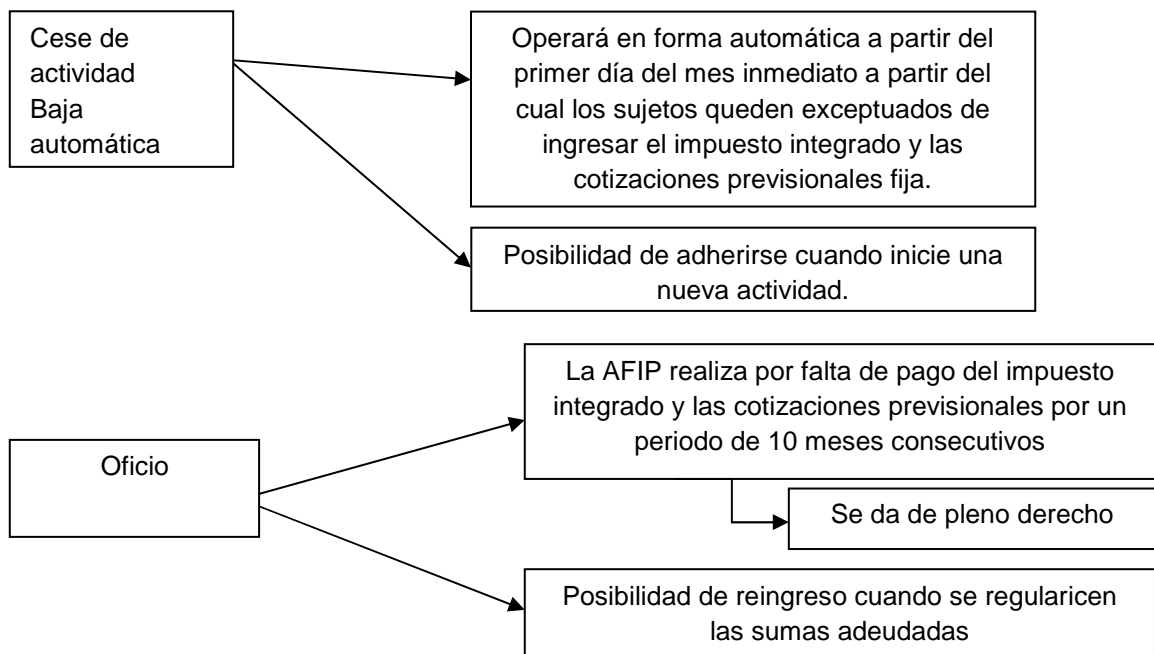 Cese de
actividad
Baja
automática
Operará en forma automática a partir del
primer día del mes inmediato a partir del
cual los sujetos queden exceptuados de
ingresar el impuesto integrado y las
cotizaciones previsionales fija.
Posibilidad de adherirse cuando inicie una
nueva actividad.
Oficio
La AFIP realiza por falta de pago del impuesto
integrado y las cotizaciones previsionales por un
periodo de 10 meses consecutivos
Se da de pleno derecho
Posibilidad de reingreso cuando se regularicen
las sumas adeudadas